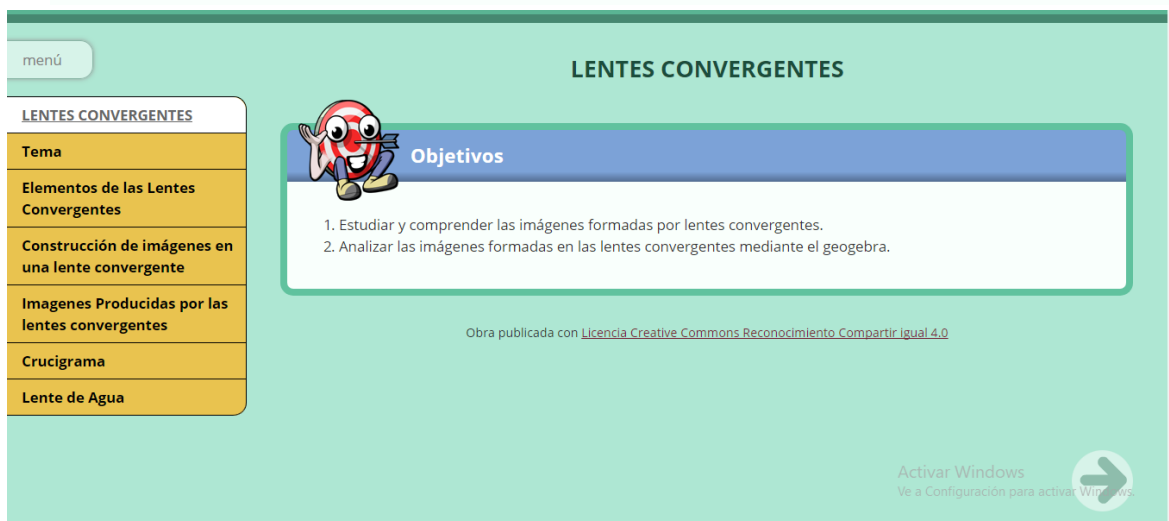 menú
LENTES CONVERGENTES
LENTES CONVERGENTES
Tema
Elementos de las Lentes
Convergentes
Construcción de imágenes en
una lente convergente
Imagenes Producidas por las
lentes convergentes
Crucigrama
Lente de Agua
Objetivos
1. Estudiar y comprender las imágenes formadas por lentes convergentes.
2. Analizar las imágenes formadas en las lentes convergentes mediante el geogebra.
Obra publicada con Licencia Creative Commons Reconocimiento Compartir igual 4.0
Activar Windows
Ve a Configuración para activar Windows.